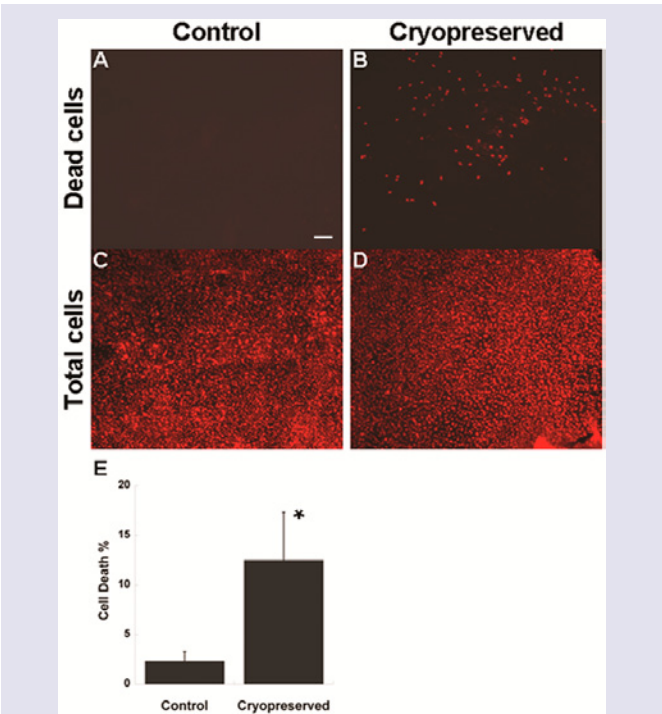 Control Cryopreserved
A B
Dead cells
C D
Total cells
E
20
15
10
5
0
Cell Death %
*
Control Cryopreserved